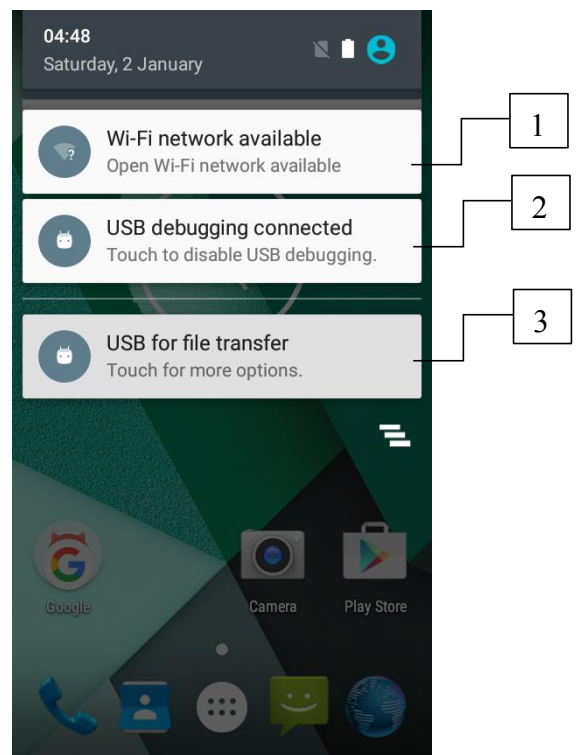 04:48
Saturday, 2 January
Wi-Fi network available
Open Wi-Fi network available
1
USB debugging connected
Touch to disable USB debugging.
2
USB for file transfer
Touch for more options.
3
Google
Camera
Play Store